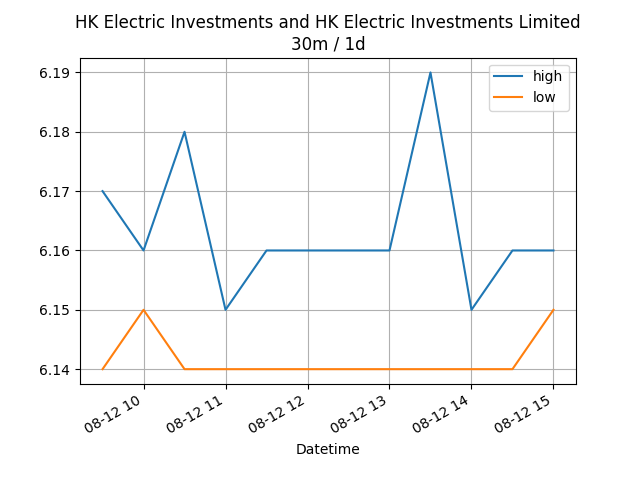 HK Electric Investments and HK Electric Investments Limited
30m / 1d
high
low
6.19
6.18
6.17
6.16
6.15
6.14
08-12 10
08-12 11
08-12 12
08-12 13
08-12 14
08-12 15
Datetime